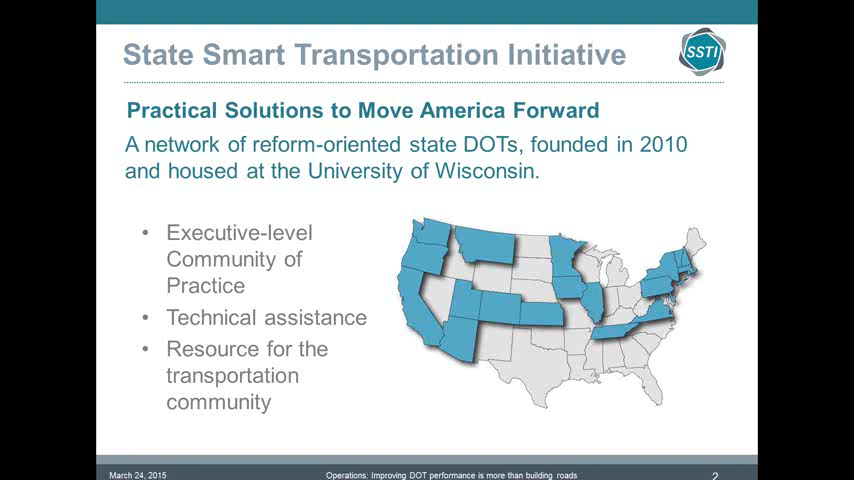 State Smart Transportation Initiative
SSTI
Practical Solutions to Move America Forward
A network of reform-oriented state DOTs, founded in 2010
and housed at the University of Wisconsin.
• Executive-level
Community of
Practice
• Technical assistance
• Resource for the
transportation
community
March 24, 2015
Operations: Improving DOT performance is more than building roads
2